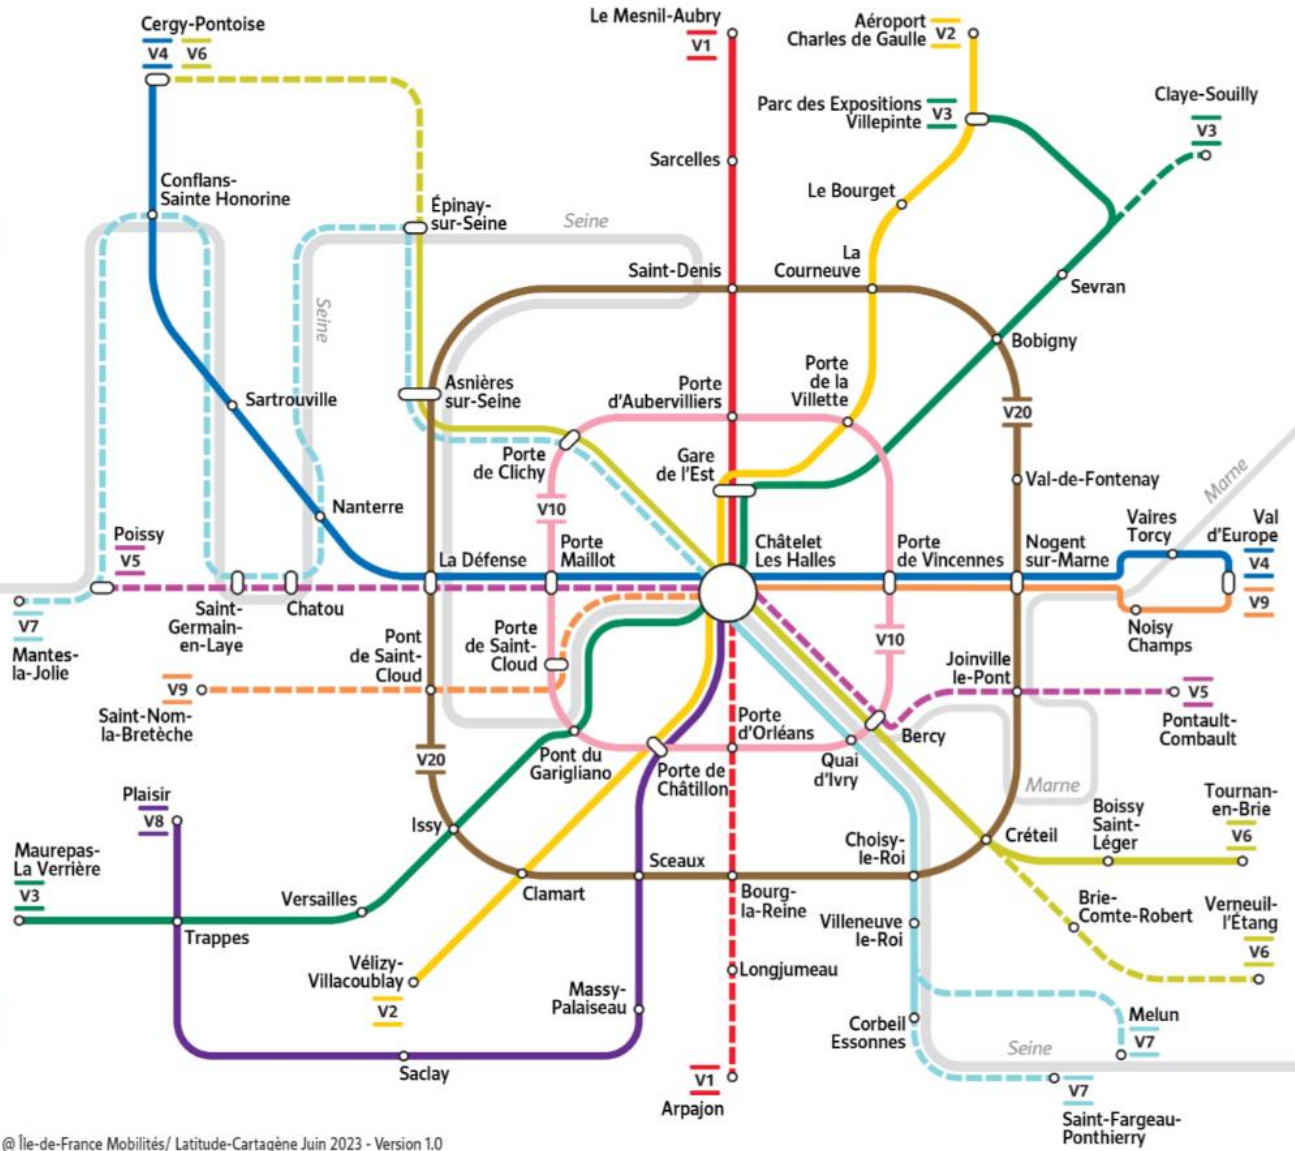 Cergy-Pontoise
V4 V6
Le Mesnil-Aubry
V1
Aéroport
Charles de Gaulle
V2
Parc des Expositions
Villepinte
V3
Claye-Souilly
V3
Sarcelles
Le Bourget
Conflans-
Sainte Honorine
Épinay-
sur-Seine
Seine
Saint-Denis
La
Courneuve
Sevran
Seine
Bobigny
Sartrouville
Asnières
sur-Seine
Porte
d'Aubervilliers
Porte
de la
Villette
V20
Porte
de Clichy
Gare
de l'Est
Val-de-Fontenay
Marne
Nanterre
V10
Poissy
V5
La Défense
Porte
Maillot
Châtelet
Les Halles
Porte
de Vincennes
Nogent
sur-Marne
Vaires
Torcy
Val
d'Europe
V4
V9
V7
Mantes-
la-Jolie
Saint-
Germain-
en-Laye
Chatou
Noisy
Champs
Pont
de Saint-
Cloud
Porte
de Saint-
Cloud
V10
Joinville
le-Pont
V9
Saint-Nom-
la-Bretèche
V5
Pontault-
Combault
V20
Pont du
Garigliano
Porte
d'Orléans
Porte de
Châtillon
Quai
d'Ivry
Bercy
Marne
Plaisir
V8
Issy
Boissy
Saint-
Léger
Tournan-
en-Brie
V6
Créteil
Choisy-
le-Roi
Maurepas-
La Verrière
V3
Versailles
Clamart
Sceaux
Bourg-
la-Reine
Brie-
Comte-Robert
Verneuil-
l'Étang
V6
Trappes
Villeneuve
le-Roi
Vélizy-
Villacoublay
V2
Longjumeau
Massy-
Palaiseau
Corbeil
Essonnes
Melun
V7
Seine
Saclay
V1
Arpajon
V7
Saint-Fargeau-
Ponthierry
@ Île-de-France Mobilités/ Latitude-Cartagène Juin 2023 - Version 1.0